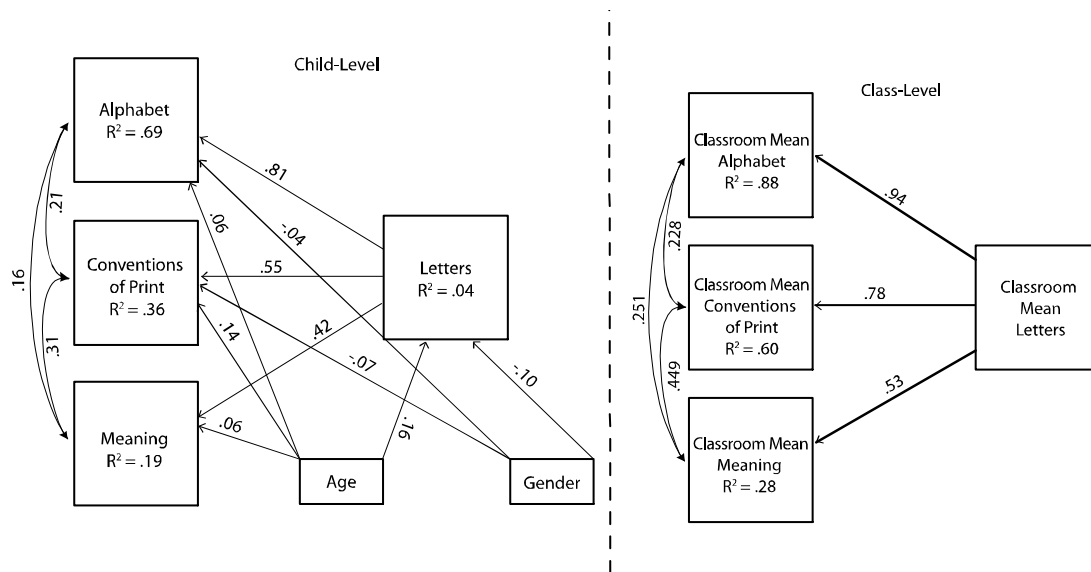 Child-Level
Alphabet
R² = .69
Conventions
of Print
R² = .36
Meaning
R² = .19
Letters
R² = .04
Age
Gender
.16
.21
.31
.81
.06
-.04
.55
.14
.42
-.07
.06
.16
-.10
Class-Level
Classroom Mean
Alphabet
R² = .88
Classroom Mean
Conventions
of Print
R² = .60
Classroom Mean
Meaning
R² = .28
Classroom
Mean
Letters
.251
.228
.449
.94
.78
.53